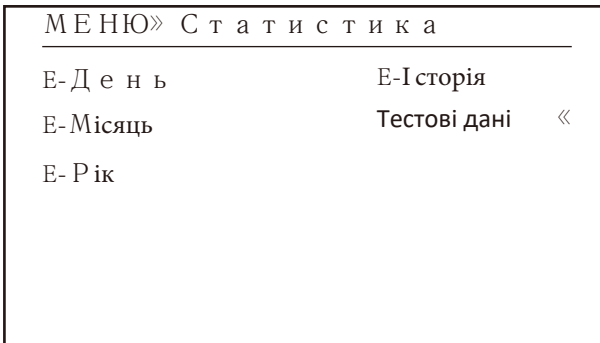 МЕНЮ» Статистика
E-День
E-Місяць
E-Рік
E-Історія
Тестові дані «